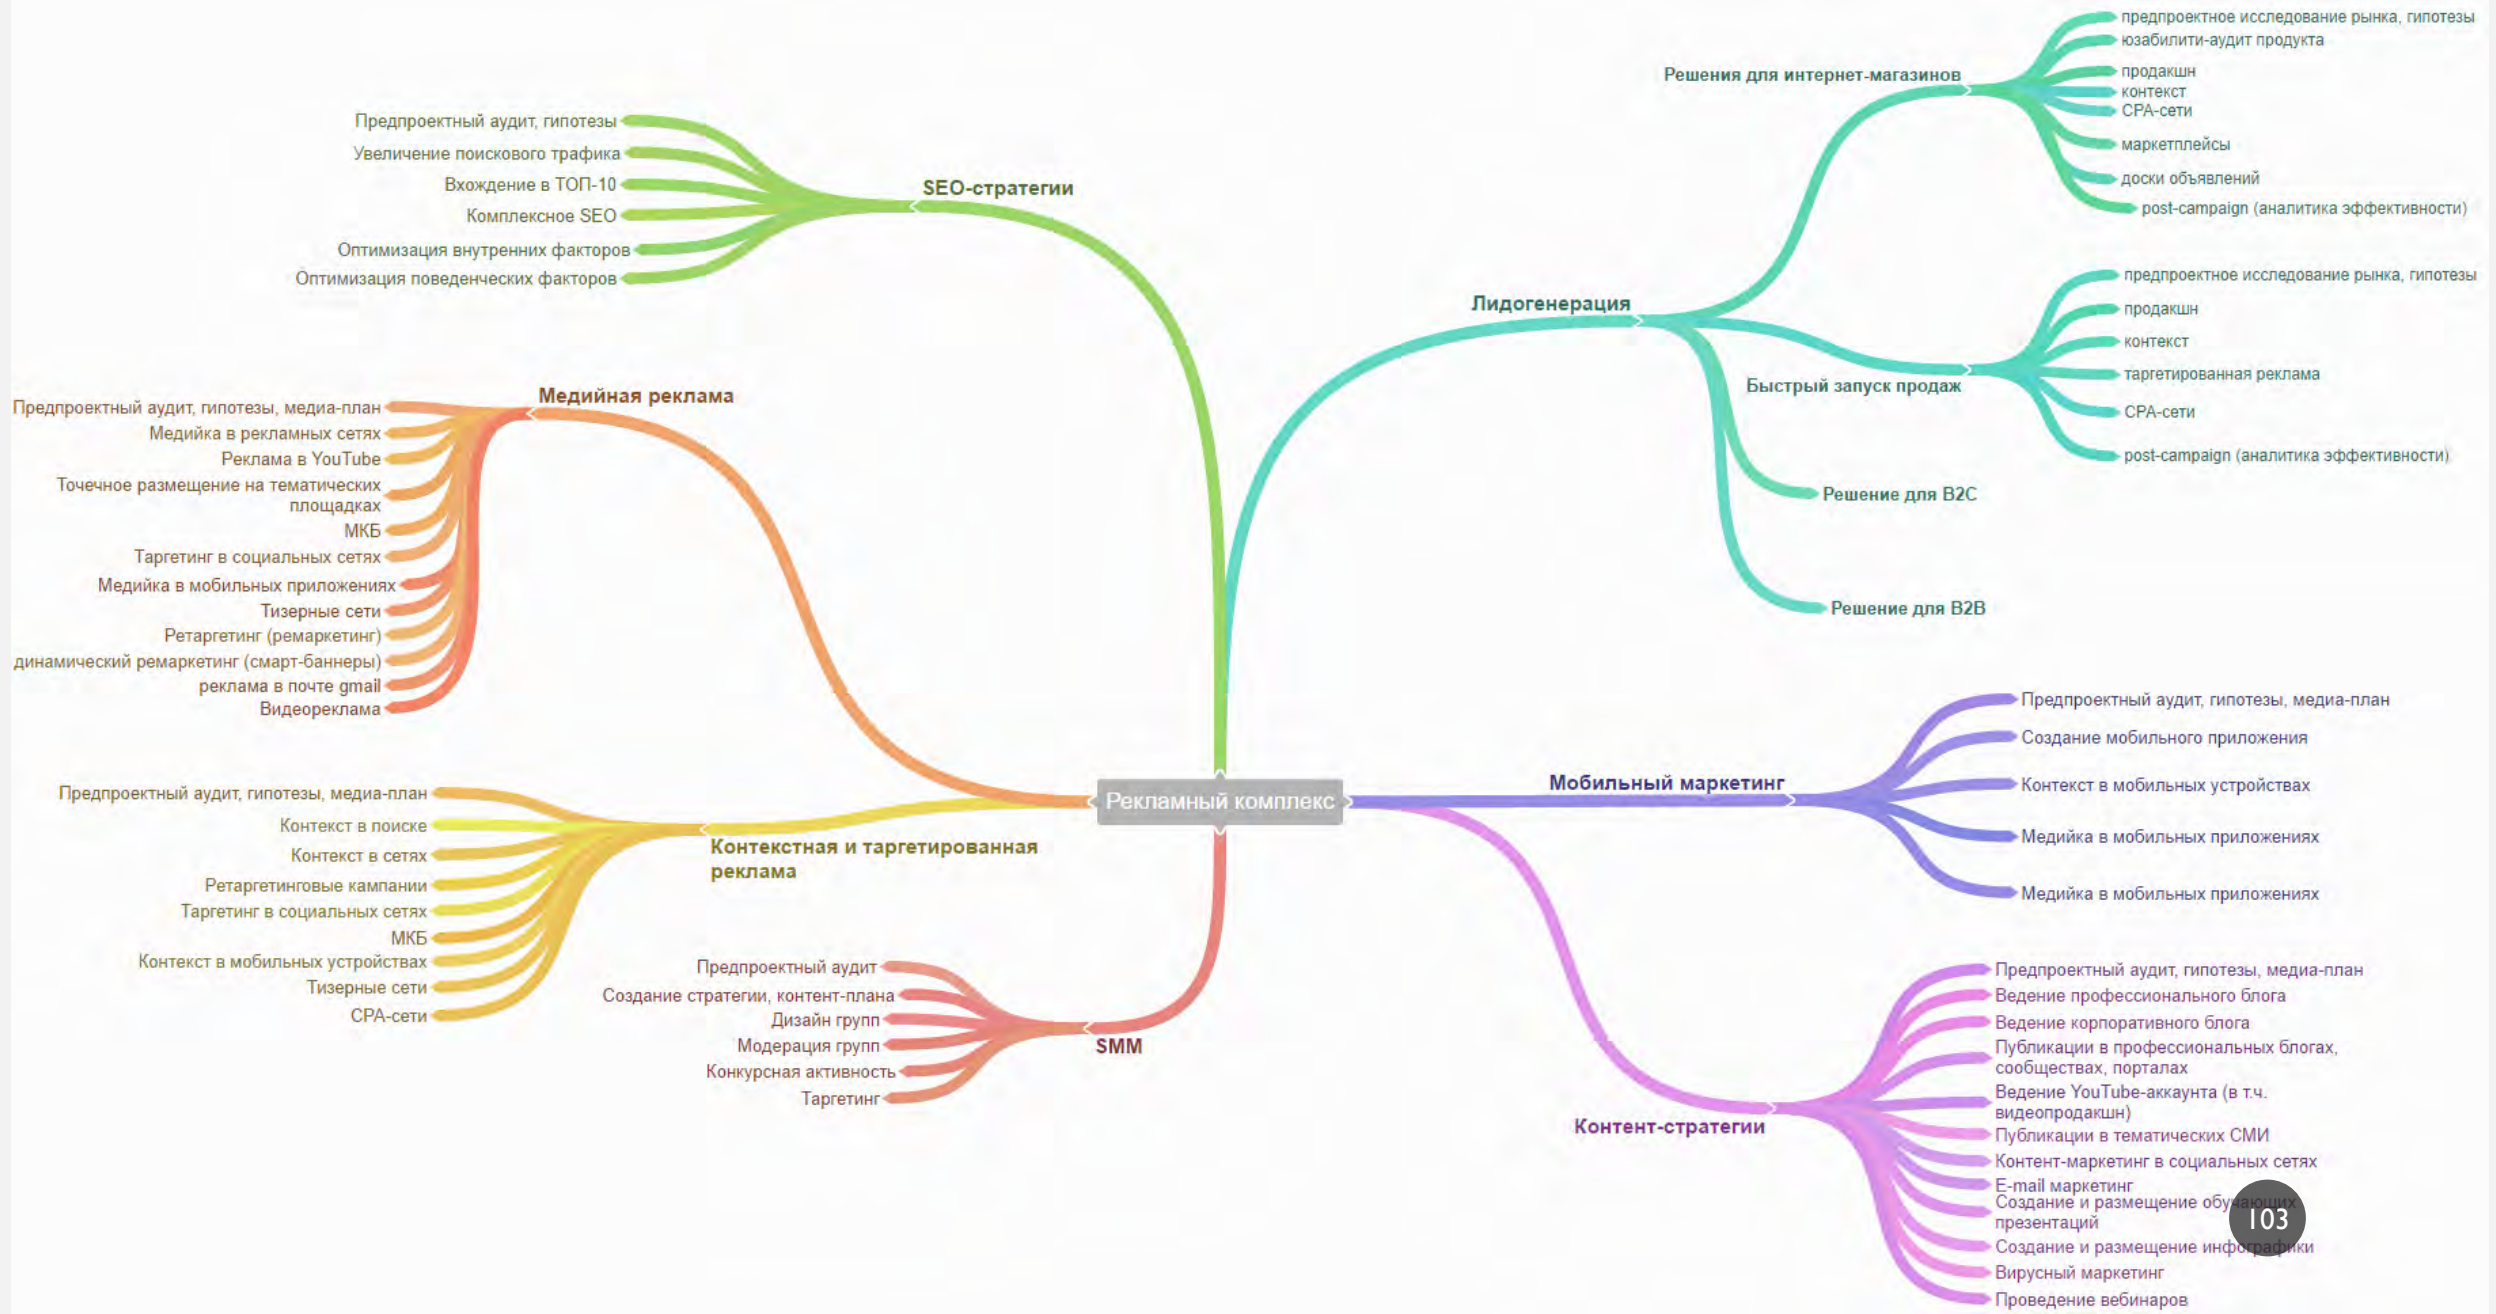 Рекламный комплекс
SEO-стратегии
Предпроектный аудит, гипотезы
Увеличение поискового трафика
Вхождение в ТОП-10
Комплексное SEO
Оптимизация внутренних факторов
Оптимизация поведенческих факторов
Медийная реклама
Предпроектный аудит, гипотезы, медиа-план
Медийка в рекламных сетях
Реклама в YouTube
Точечное размещение на тематических
площадках
МКБ
Таргетинг в социальных сетях
Медийка в мобильных приложениях
Тизерные сети
Ретаргетинг (ремаркетинг)
динамический ремаркетинг (смарт-баннеры)
реклама в почте gmail
Видеореклама
Контекстная и таргетированная
реклама
Предпроектный аудит, гипотезы, медиа-план
Контекст в поиске
Контекст в сетях
Ретаргетинговые кампании
Таргетинг в социальных сетях
МКБ
Контекст в мобильных устройствах
Тизерные сети
CPA-сети
SMM
Предпроектный аудит
Создание стратегии, контент-плана
Дизайн групп
Модерация групп
Конкурсная активность
Таргетинг
Лидогенерация
Решения для интернет-магазинов
предпроектное исследование рынка, гипотезы
юзабилити-аудит продукта
продакшн
контекст
CPA-сети
маркетплейсы
доски объявлений
post-campaign (аналитика эффективности)
Быстрый запуск продаж
предпроектное исследование рынка, гипотезы
продакшн
контекст
таргетированная реклама
CPA-сети
post-campaign (аналитика эффективности)
Решение для B2C
Решение для B2B
Мобильный маркетинг
Предпроектный аудит, гипотезы, медиа-план
Создание мобильного приложения
Контекст в мобильных устройствах
Медийка в мобильных приложениях
Медийка в мобильных приложениях
Контент-стратегии
Предпроектный аудит, гипотезы, медиа-план
Ведение профессионального блога
Ведение корпоративного блога
Публикации в профессиональных блогах,
сообществах, порталах
Ведение YouTube-аккаунта (в т.ч.
видеопродакшн)
Публикации в тематических СМИ
Контент-маркетинг в социальных сетях
E-mail маркетинг
Создание и размещение обучающих
презентаций
Создание и размещение инфографики
Вирусный маркетинг
Проведение вебинаров
103